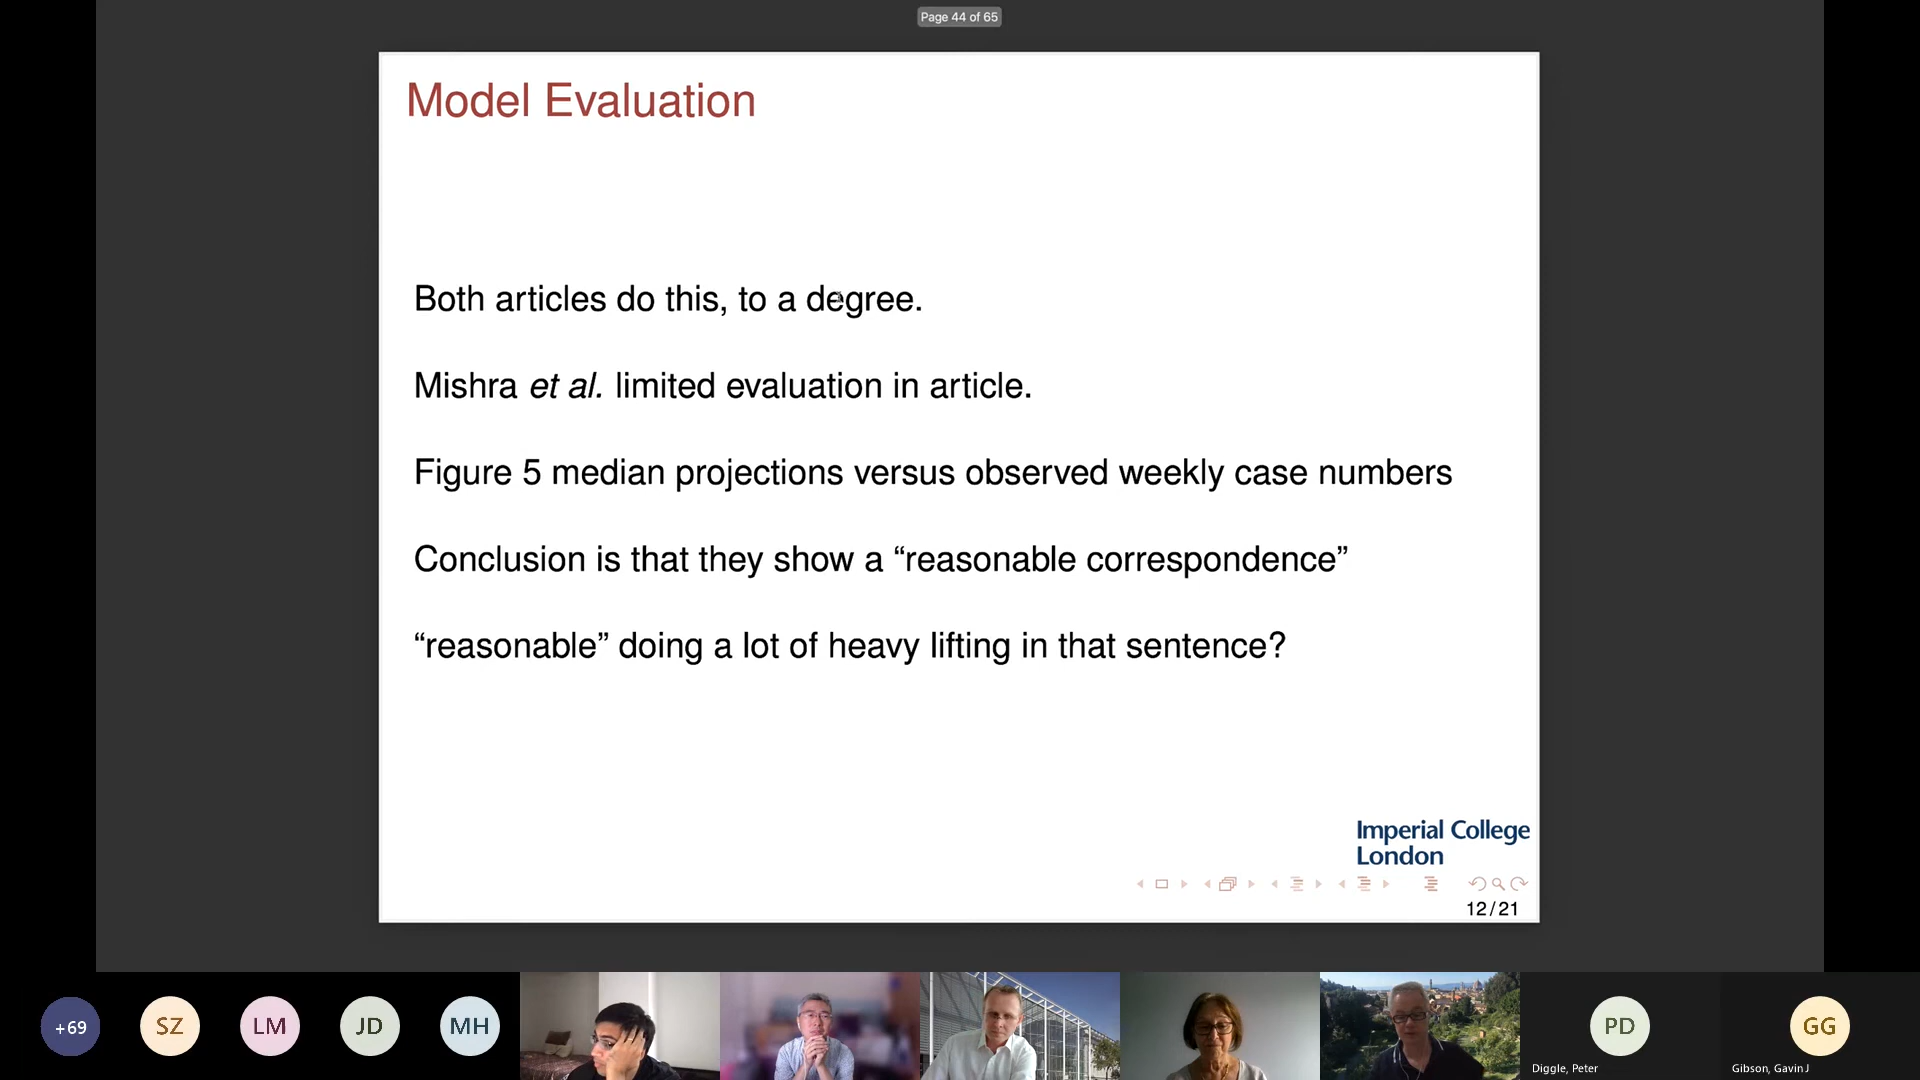 Page 44 of 65
Model Evaluation
Both articles do this, to a degree.
Mishra et al. limited evaluation in article.
Figure 5 median projections versus observed weekly case numbers
Conclusion is that they show a “reasonable correspondence”
“reasonable” doing a lot of heavy lifting in that sentence?
Imperial College
London
12/21
+69
SZ
LM
JD
MH
PD
GG
Diggle, Peter
Gibson, Gavin J